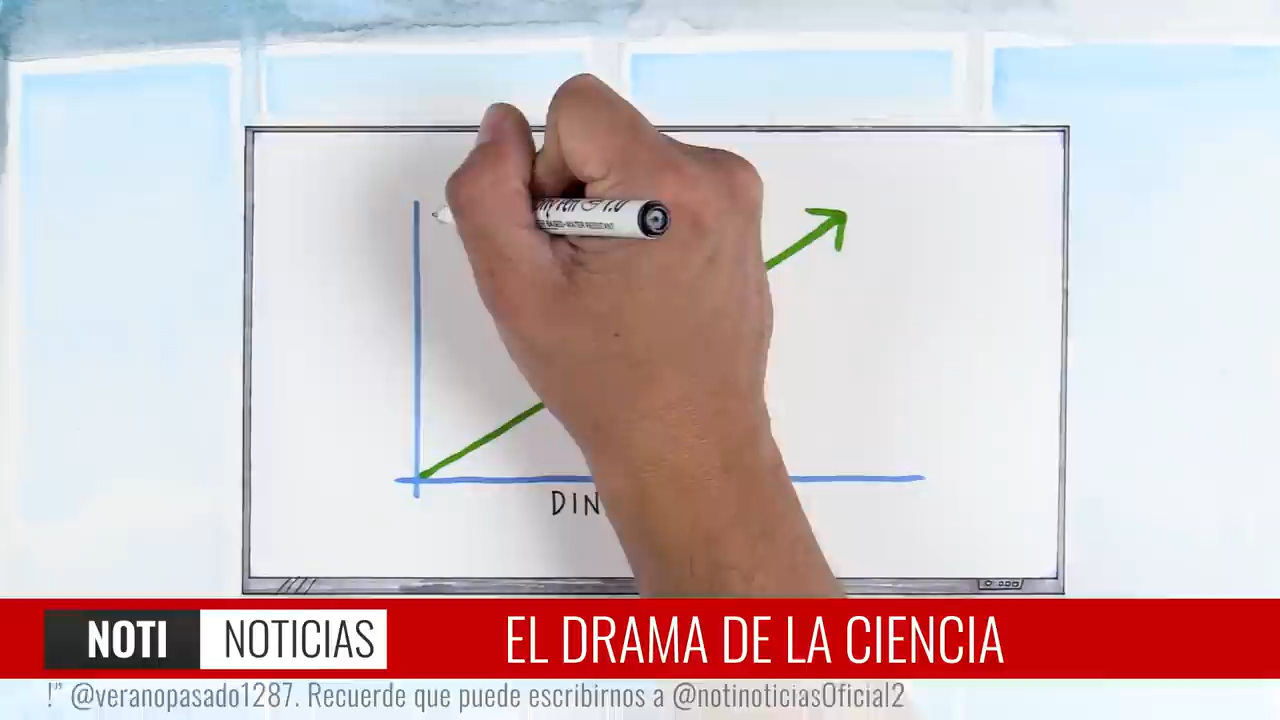 DIN
NOTI NOTICIAS
EL DRAMA DE LA CIENCIA
!” @veranopasado1287. Recuerde que puede escribirnos a @notinoticiasOficial2